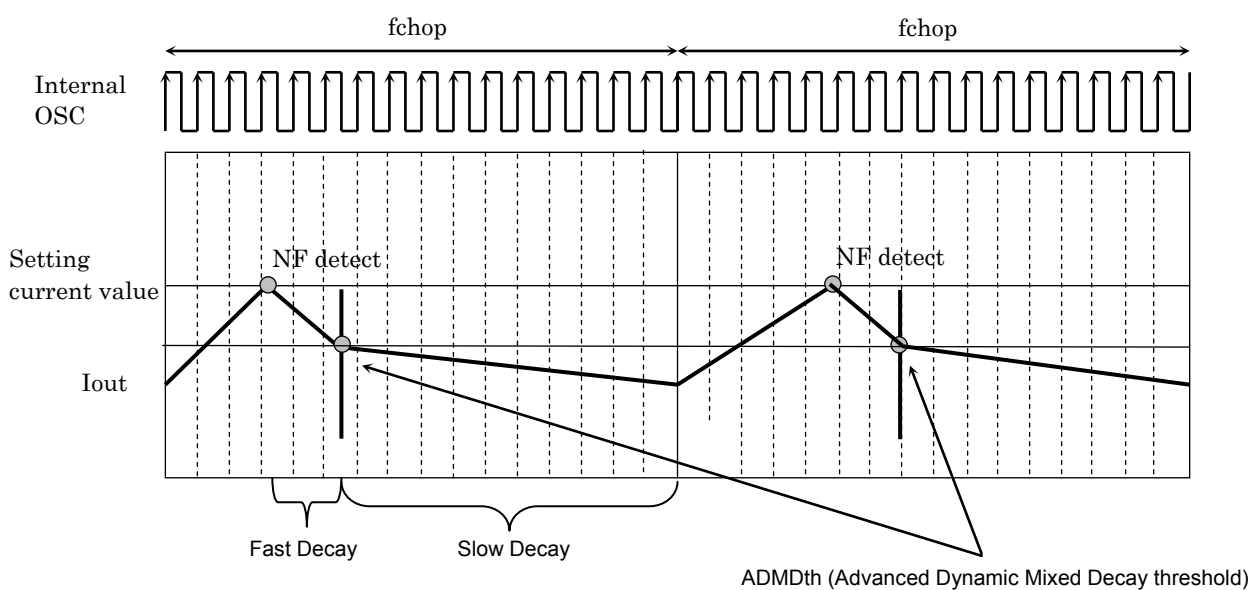 fchop
fchop
Internal
OSC
Setting
current value
NF detect
NF detect
Iout
Fast Decay
Slow Decay
ADMDth (Advanced Dynamic Mixed Decay threshold)